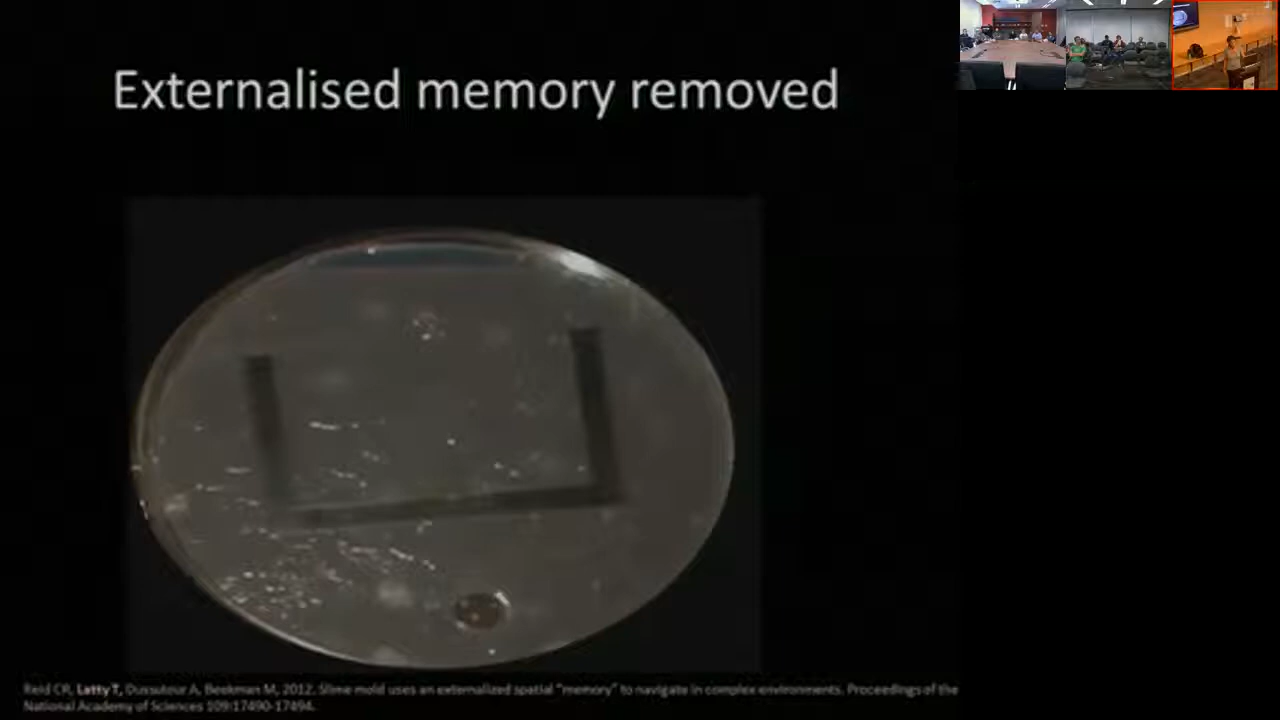 Externalised memory removed
Reid CR, Latty T, Dussutour A, Beekman M, 2012. Slime mold uses an externalized spatial "memory" to navigate in complex environments. Proceedings of the
National Academy of Sciences 109:17490-17494.